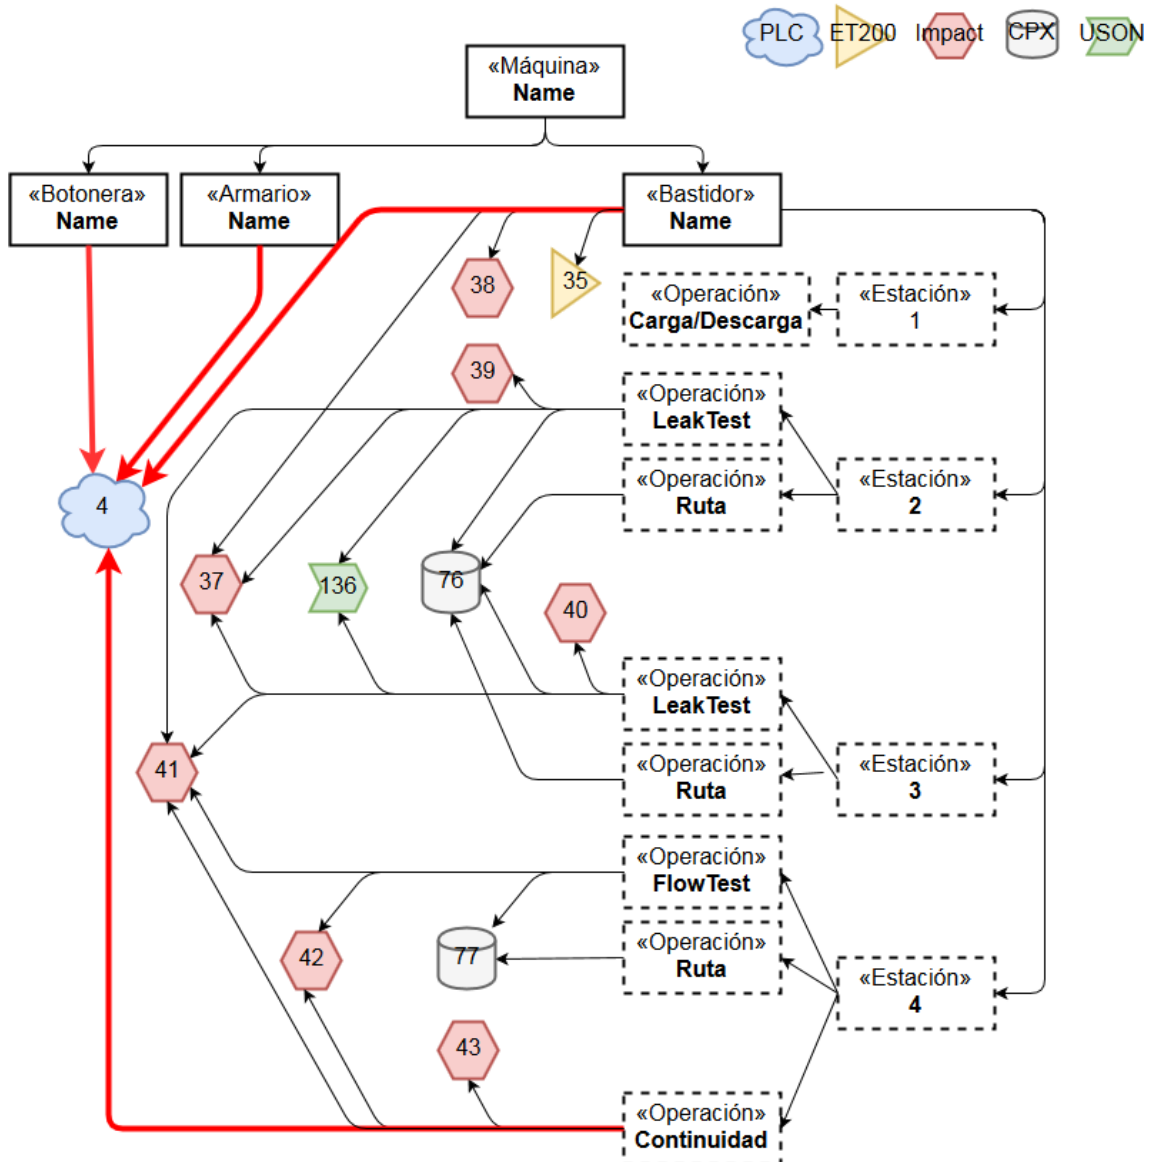 PLC ET200 Impact CPX USON
«Máquina»
Name
«Botonera»
Name
«Armario»
Name
«Bastidor»
Name
38
35
«Operación»
Carga/Descarga
«Estación»
1
39
«Operación»
LeakTest
«Operación»
Ruta
«Estación»
2
4
37
136
76
40
«Operación»
LeakTest
41
«Operación»
Ruta
«Estación»
3
«Operación»
FlowTest
42
77
«Operación»
Ruta
«Estación»
4
43
«Operación»
Continuidad